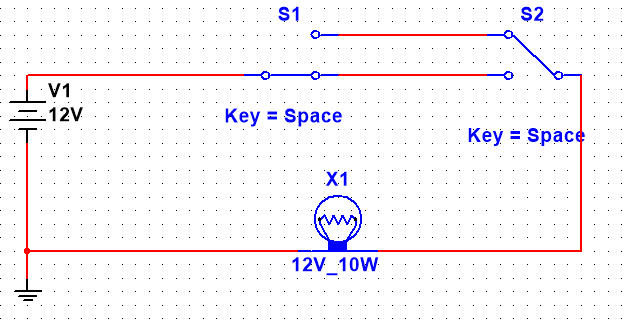 S1
S2
V1
12V
Key = Space
Key = Space
X1
12V_10W